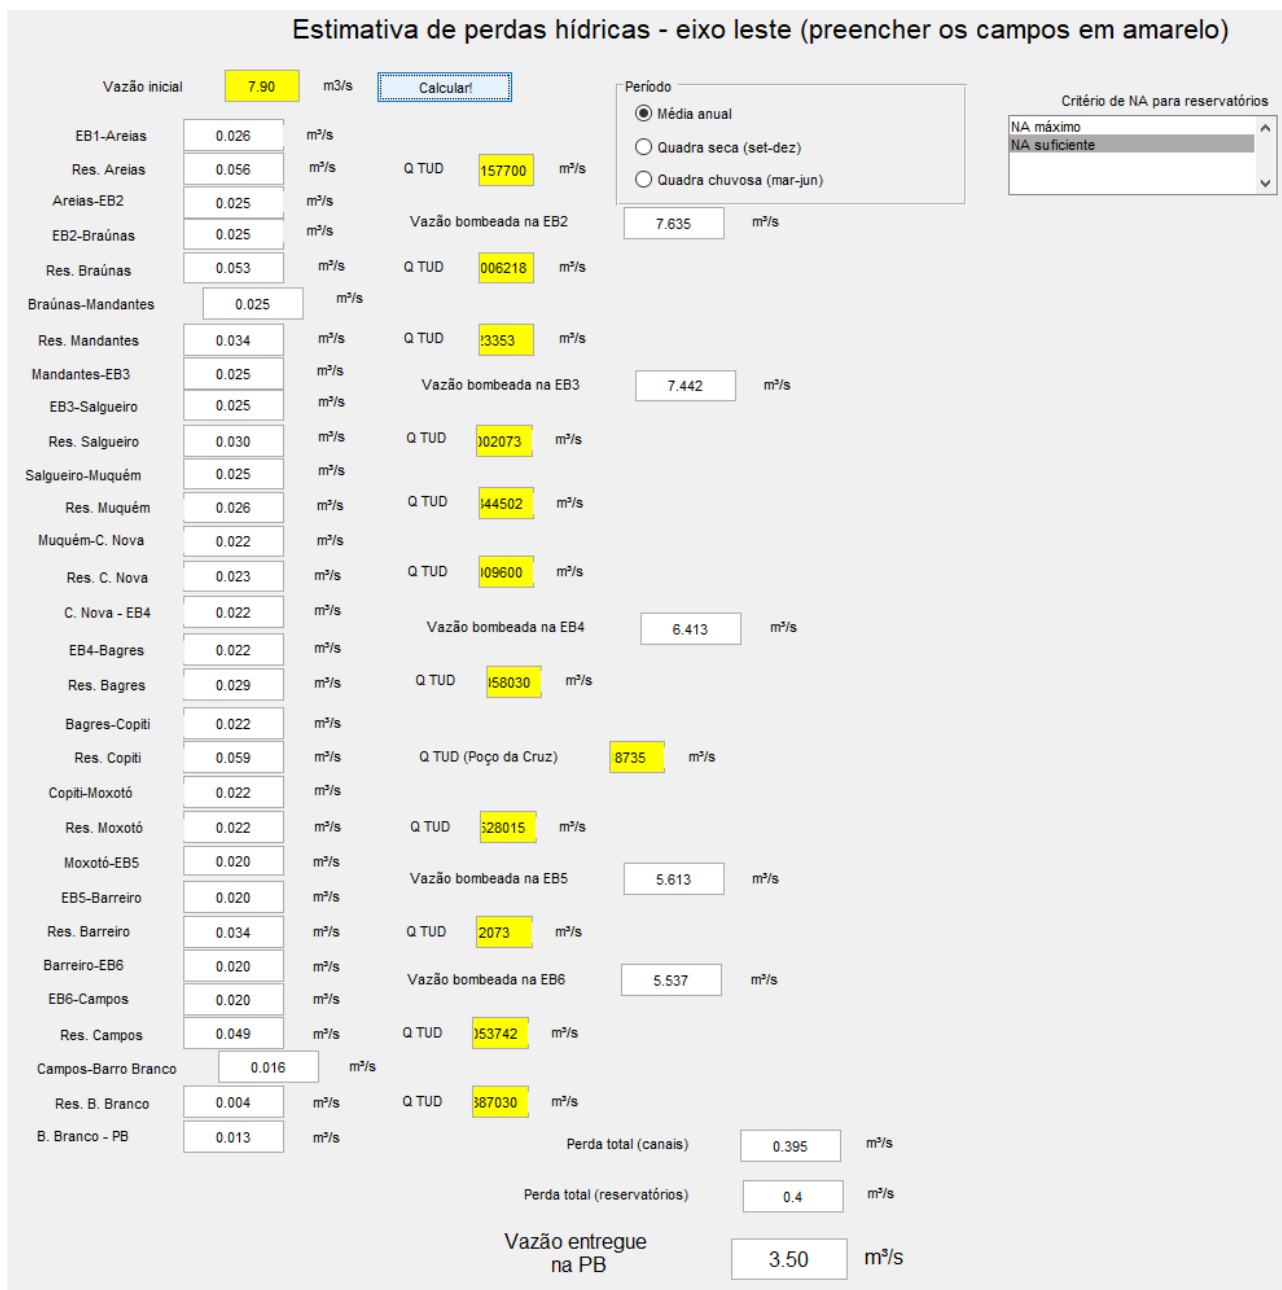 Estimativa de perdas hídricas - eixo leste (preencher os campos em amarelo)
Vazão inicial 7.90 m3/s Calcular!
Período
Média anual
Quadra seca (set-dez)
Quadra chuvosa (mar-jun)
Critério de NA para reservatórios
NA máximo
NA suficiente
EB1-Areias 0.026 m³/s
Res. Areias 0.056 m³/s Q TUD 157700 m³/s
Areias-EB2 0.025 m³/s
Vazão bombeada na EB2 7.635 m³/s
EB2-Braúnas 0.025 m³/s
Res. Braúnas 0.053 m³/s Q TUD 006218 m³/s
Braúnas-Mandantes 0.025 m³/s
Res. Mandantes 0.034 m³/s Q TUD 23353 m³/s
Mandantes-EB3 0.025 m³/s
Vazão bombeada na EB3 7.442 m³/s
EB3-Salgueiro 0.025 m³/s
Res. Salgueiro 0.030 m³/s Q TUD 002073 m³/s
Salgueiro-Muquém 0.025 m³/s
Res. Muquém 0.026 m³/s Q TUD 44502 m³/s
Muquém-C. Nova 0.022 m³/s
Res. C. Nova 0.023 m³/s Q TUD 09600 m³/s
C. Nova - EB4 0.022 m³/s
Vazão bombeada na EB4 6.413 m³/s
EB4-Bagres 0.022 m³/s
Res. Bagres 0.029 m³/s Q TUD 58030 m³/s
Bagres-Copiti 0.022 m³/s
Res. Copiti 0.059 m³/s Q TUD (Poço da Cruz) 8735 m³/s
Copiti-Moxotó 0.022 m³/s
Res. Moxotó 0.022 m³/s Q TUD 528015 m³/s
Moxotó-EB5 0.020 m³/s
Vazão bombeada na EB5 5.613 m³/s
EB5-Barreiro 0.020 m³/s
Res. Barreiro 0.034 m³/s Q TUD 2073 m³/s
Barreiro-EB6 0.020 m³/s
Vazão bombeada na EB6 5.537 m³/s
EB6-Campos 0.020 m³/s
Res. Campos 0.049 m³/s Q TUD 053742 m³/s
Campos-Barro Branco 0.016 m³/s
Res. B. Branco 0.004 m³/s Q TUD 387030 m³/s
B. Branco - PB 0.013 m³/s
Perda total (canais) 0.395 m³/s
Perda total (reservatórios) 0.4 m³/s
Vazão entregue
na PB 3.50 m³/s